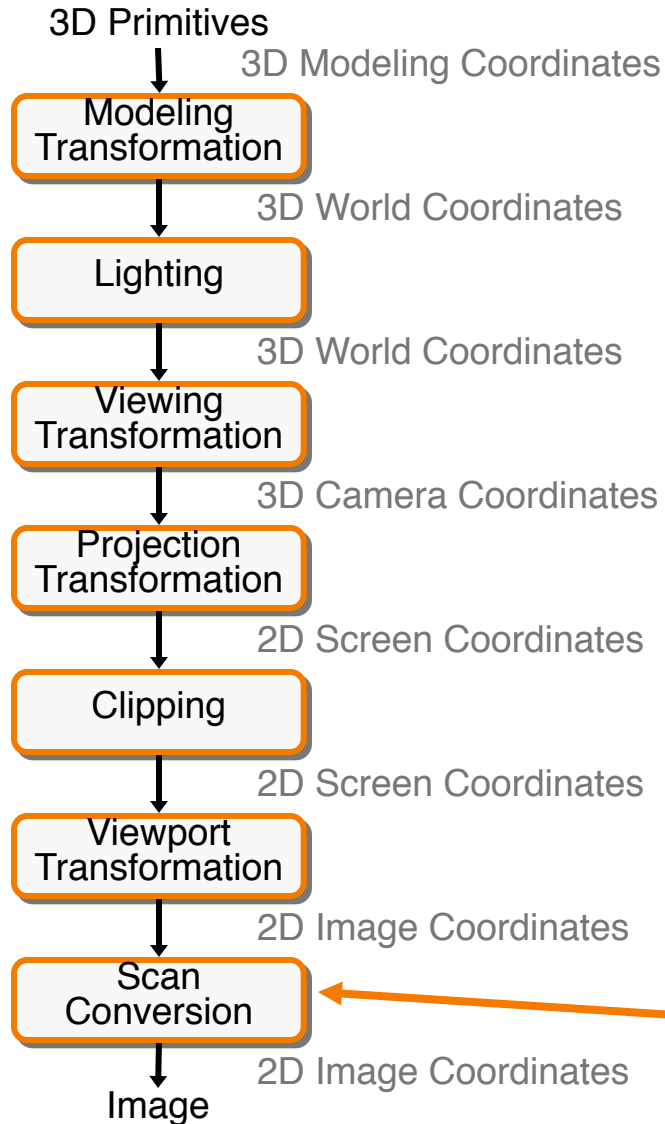 3D Primitives
3D Modeling Coordinates
Modeling
Transformation
3D World Coordinates
Lighting
3D World Coordinates
Viewing
Transformation
3D Camera Coordinates
Projection
Transformation
2D Screen Coordinates
Clipping
2D Screen Coordinates
Viewport
Transformation
2D Image Coordinates
Scan
Conversion
2D Image Coordinates
Image